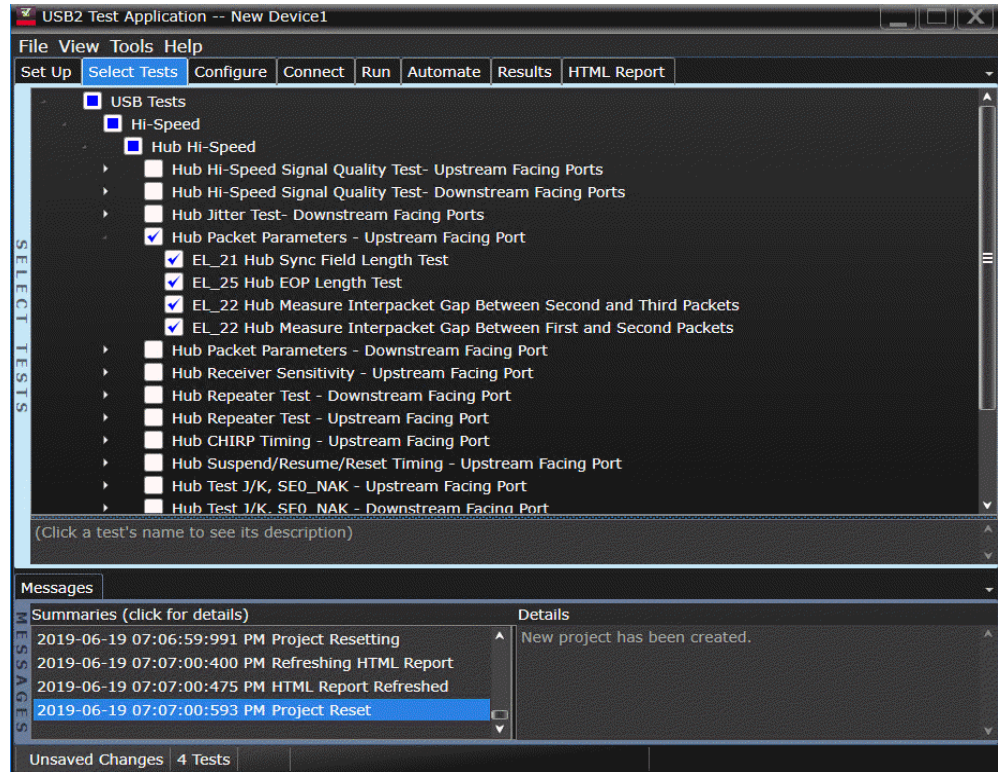 USB2 Test Application -- New Device1
File View Tools Help
Set Up Select Tests Configure Connect Run Automate Results HTML Report
SELECT TESTS
USB Tests
Hi-Speed
Hub Hi-Speed
Hub Hi-Speed Signal Quality Test- Upstream Facing Ports
Hub Hi-Speed Signal Quality Test- Downstream Facing Ports
Hub Jitter Test- Downstream Facing Ports
Hub Packet Parameters - Upstream Facing Port
EL_21 Hub Sync Field Length Test
EL_25 Hub EOP Length Test
EL_22 Hub Measure Interpacket Gap Between Second and Third Packets
EL_22 Hub Measure Interpacket Gap Between First and Second Packets
Hub Packet Parameters - Downstream Facing Port
Hub Receiver Sensitivity - Upstream Facing Port
Hub Repeater Test - Downstream Facing Port
Hub Repeater Test - Upstream Facing Port
Hub CHIRP Timing - Upstream Facing Port
Hub Suspend/Resume/Reset Timing - Upstream Facing Port
Hub Test J/K, SE0_NAK - Upstream Facing Port
Hub Test J/K, SE0_NAK - Downstream Facing Port
(Click a test's name to see its description)
Messages
MESSAGES
Summaries (click for details) Details
2019-06-19 07:06:59:991 PM Project Resetting New project has been created.
2019-06-19 07:07:00:400 PM Refreshing HTML Report
2019-06-19 07:07:00:475 PM HTML Report Refreshed
2019-06-19 07:07:00:593 PM Project Reset
Unsaved Changes 4 Tests